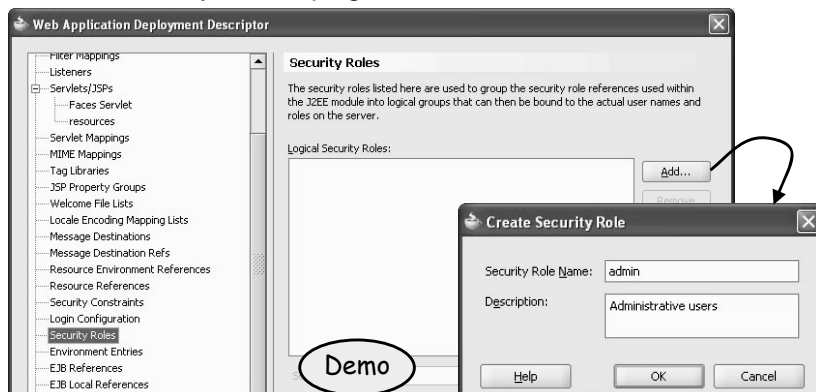 Web Application Deployment Descriptor
Filter Mappings
Listeners
Servlets/JSPs
Faces Servlet
resources
Servlet Mappings
MIME Mappings
Tag Libraries
JSP Property Groups
Welcome File Lists
Locale Encoding Mapping Lists
Message Destinations
Message Destination Refs
Resource Environment References
Resource References
Security Constraints
Login Configuration
Security Roles
Environment Entries
EJB References
EJB Local References
Security Roles
The security roles listed here are used to group the security role references used within
the J2EE module into logical groups that can then be bound to the actual user names and
roles on the server.
Logical Security Roles:
Add...
Remove
Create Security Role
Security Role Name: admin
Description: Administrative users
Help OK Cancel
Demo